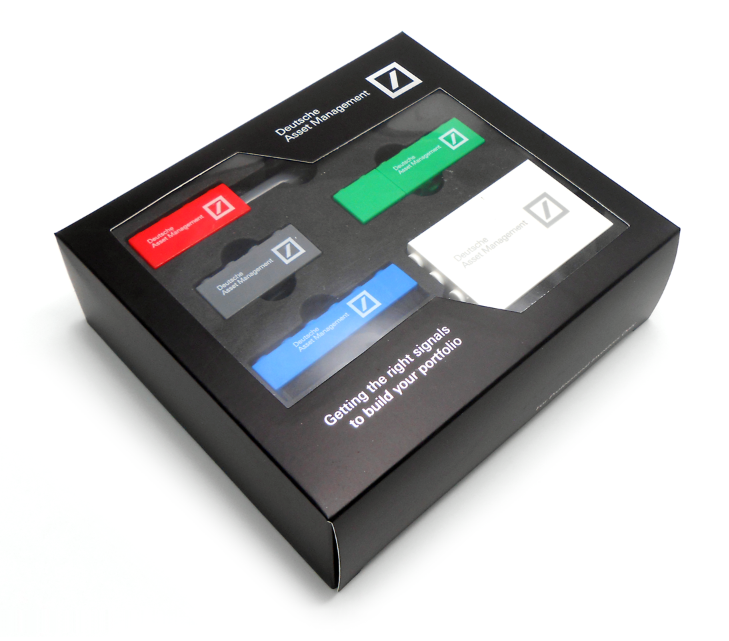 Deutsche
Asset Management
Deutsche
Asset Management
Deutsche
Asset Management
Deutsche
Asset Management
Deutsche
Asset Management
Deutsche
Asset Management
Getting the right signals
to build your portfolio